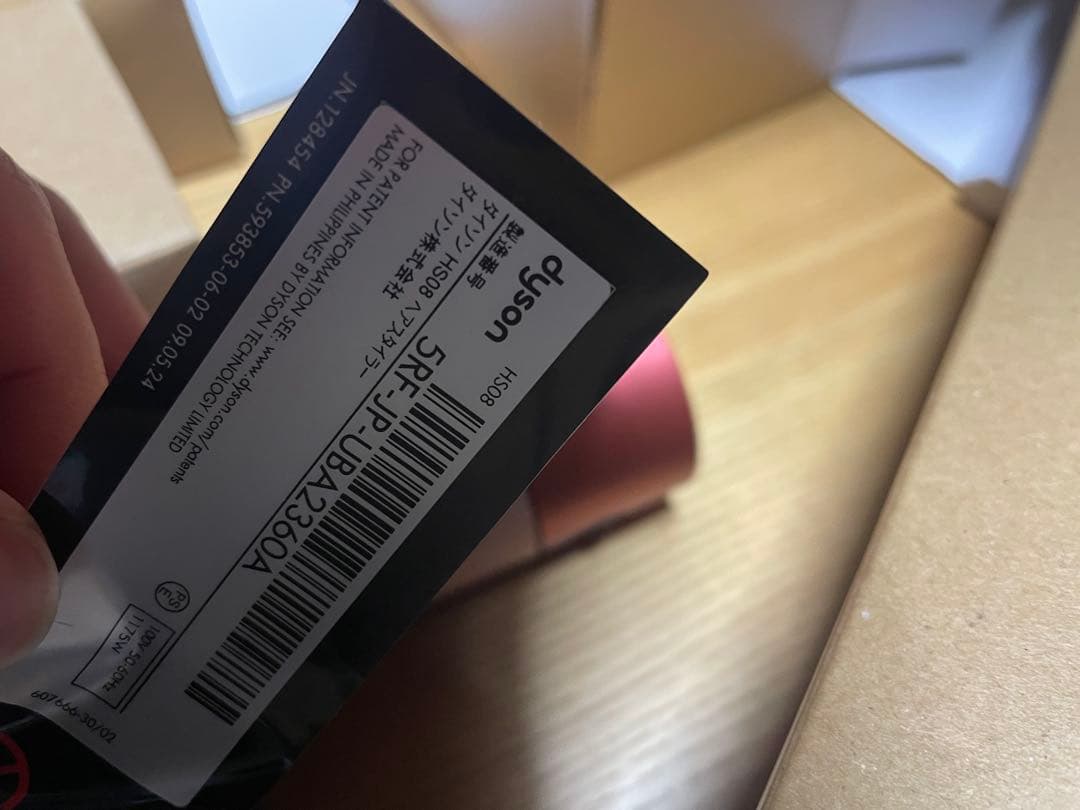 JN.128454 PN.593853-06-02 09.05.24
dyson
HS08
製造番号
5RF-JP-UBA2360A
ダイソン HS08 ヘアスタイラー
ダイソン株式会社
FOR PATENT INFORMATION SEE: www.dyson.com/patents
MADE IN PHILIPPINES BY DYSON TECHNOLOGY LIMITED
PS
E
100V 50-60Hz
1175W
607666-30/02